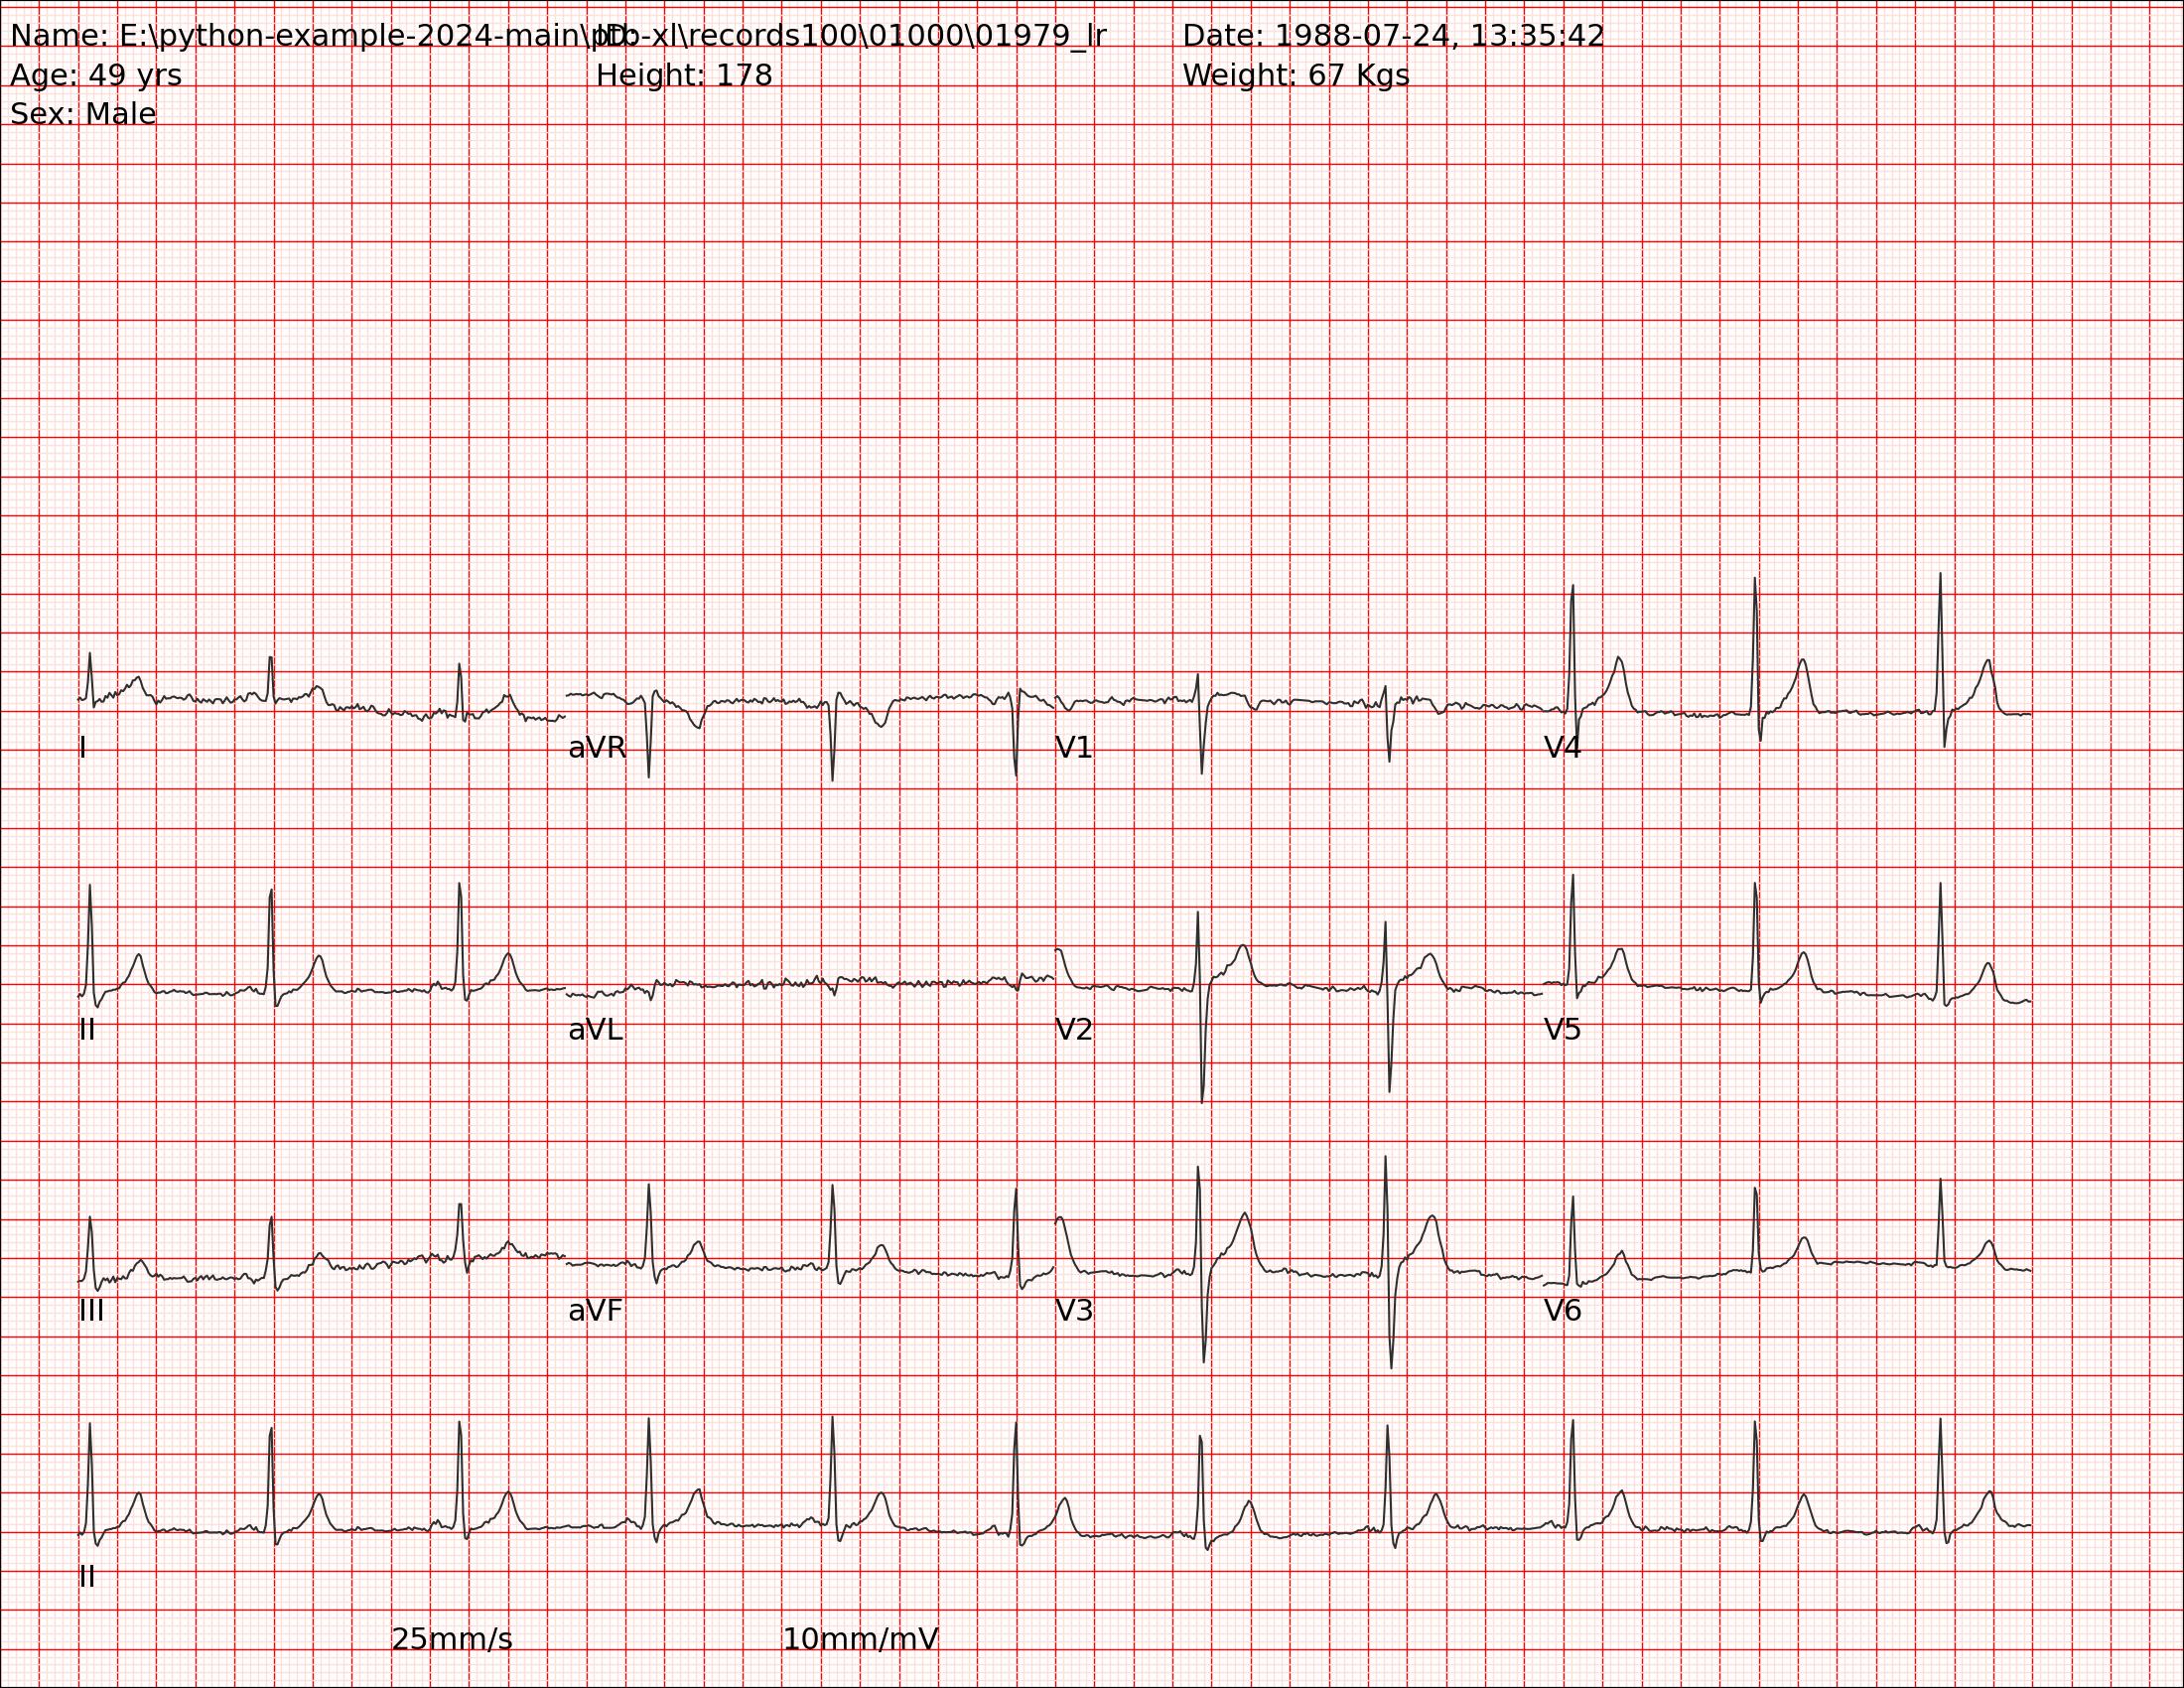 Name: E:\python-example-2024-main\ptb-xl\records100\01000\01979_lr ID: Date: 1988-07-24, 13:35:42
Age: 49 yrs Height: 178 Weight: 67 Kgs
Sex: Male
I aVR V1 V4
II aVL V2 V5
III aVF V3 V6
II
25mm/s 10mm/mV